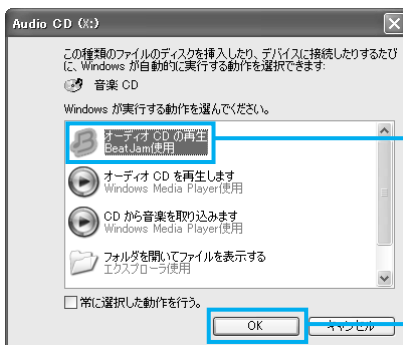 Audio CD (X:)
この種類のファイルのディスクを挿入したり、デバイスに接続したりするたび
に、Windows が自動的に実行する動作を選択できます:
音楽 CD
Windows が実行する動作を選んでください。
オーディオ CD の再生
BeatJam使用
オーディオ CD を再生します
Windows Media Player使用
CD から音楽を取り込みます
Windows Media Player使用
フォルダを開いてファイルを表示する
エクスプローラ使用
常に選択した動作を行う。
OK
キャンセル